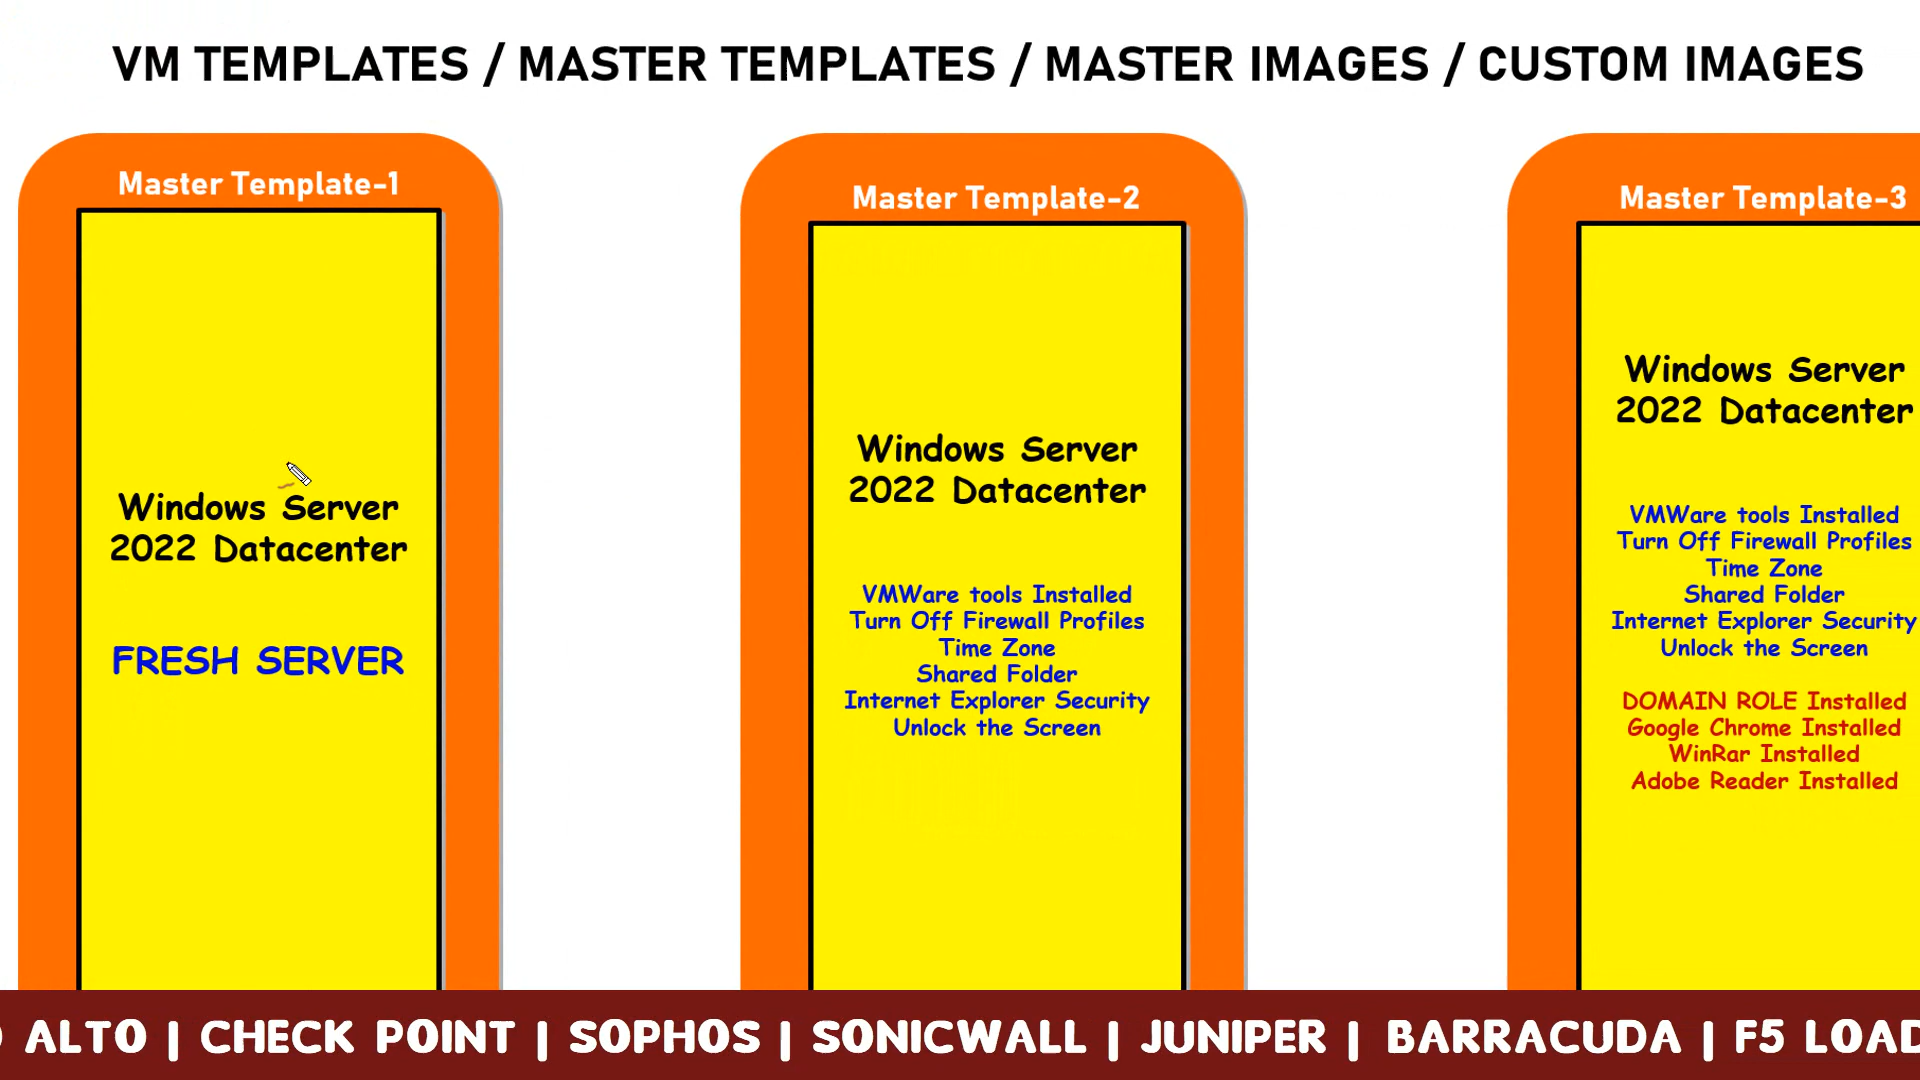 VM TEMPLATES / MASTER TEMPLATES / MASTER IMAGES / CUSTOM IMAGES
Master Template-1
Windows Server
2022 Datacenter
FRESH SERVER
Master Template-2
Windows Server
2022 Datacenter
VMWare tools Installed
Turn Off Firewall Profiles
Time Zone
Shared Folder
Internet Explorer Security
Unlock the Screen
Master Template-3
Windows Server
2022 Datacenter
VMWare tools Installed
Turn Off Firewall Profiles
Time Zone
Shared Folder
Internet Explorer Security
Unlock the Screen
DOMAIN ROLE Installed
Google Chrome Installed
WinRar Installed
Adobe Reader Installed
ALTO | CHECK POINT | SOPHOS | SONICWALL | JUNIPER | BARRACUDA | F5 LOAD